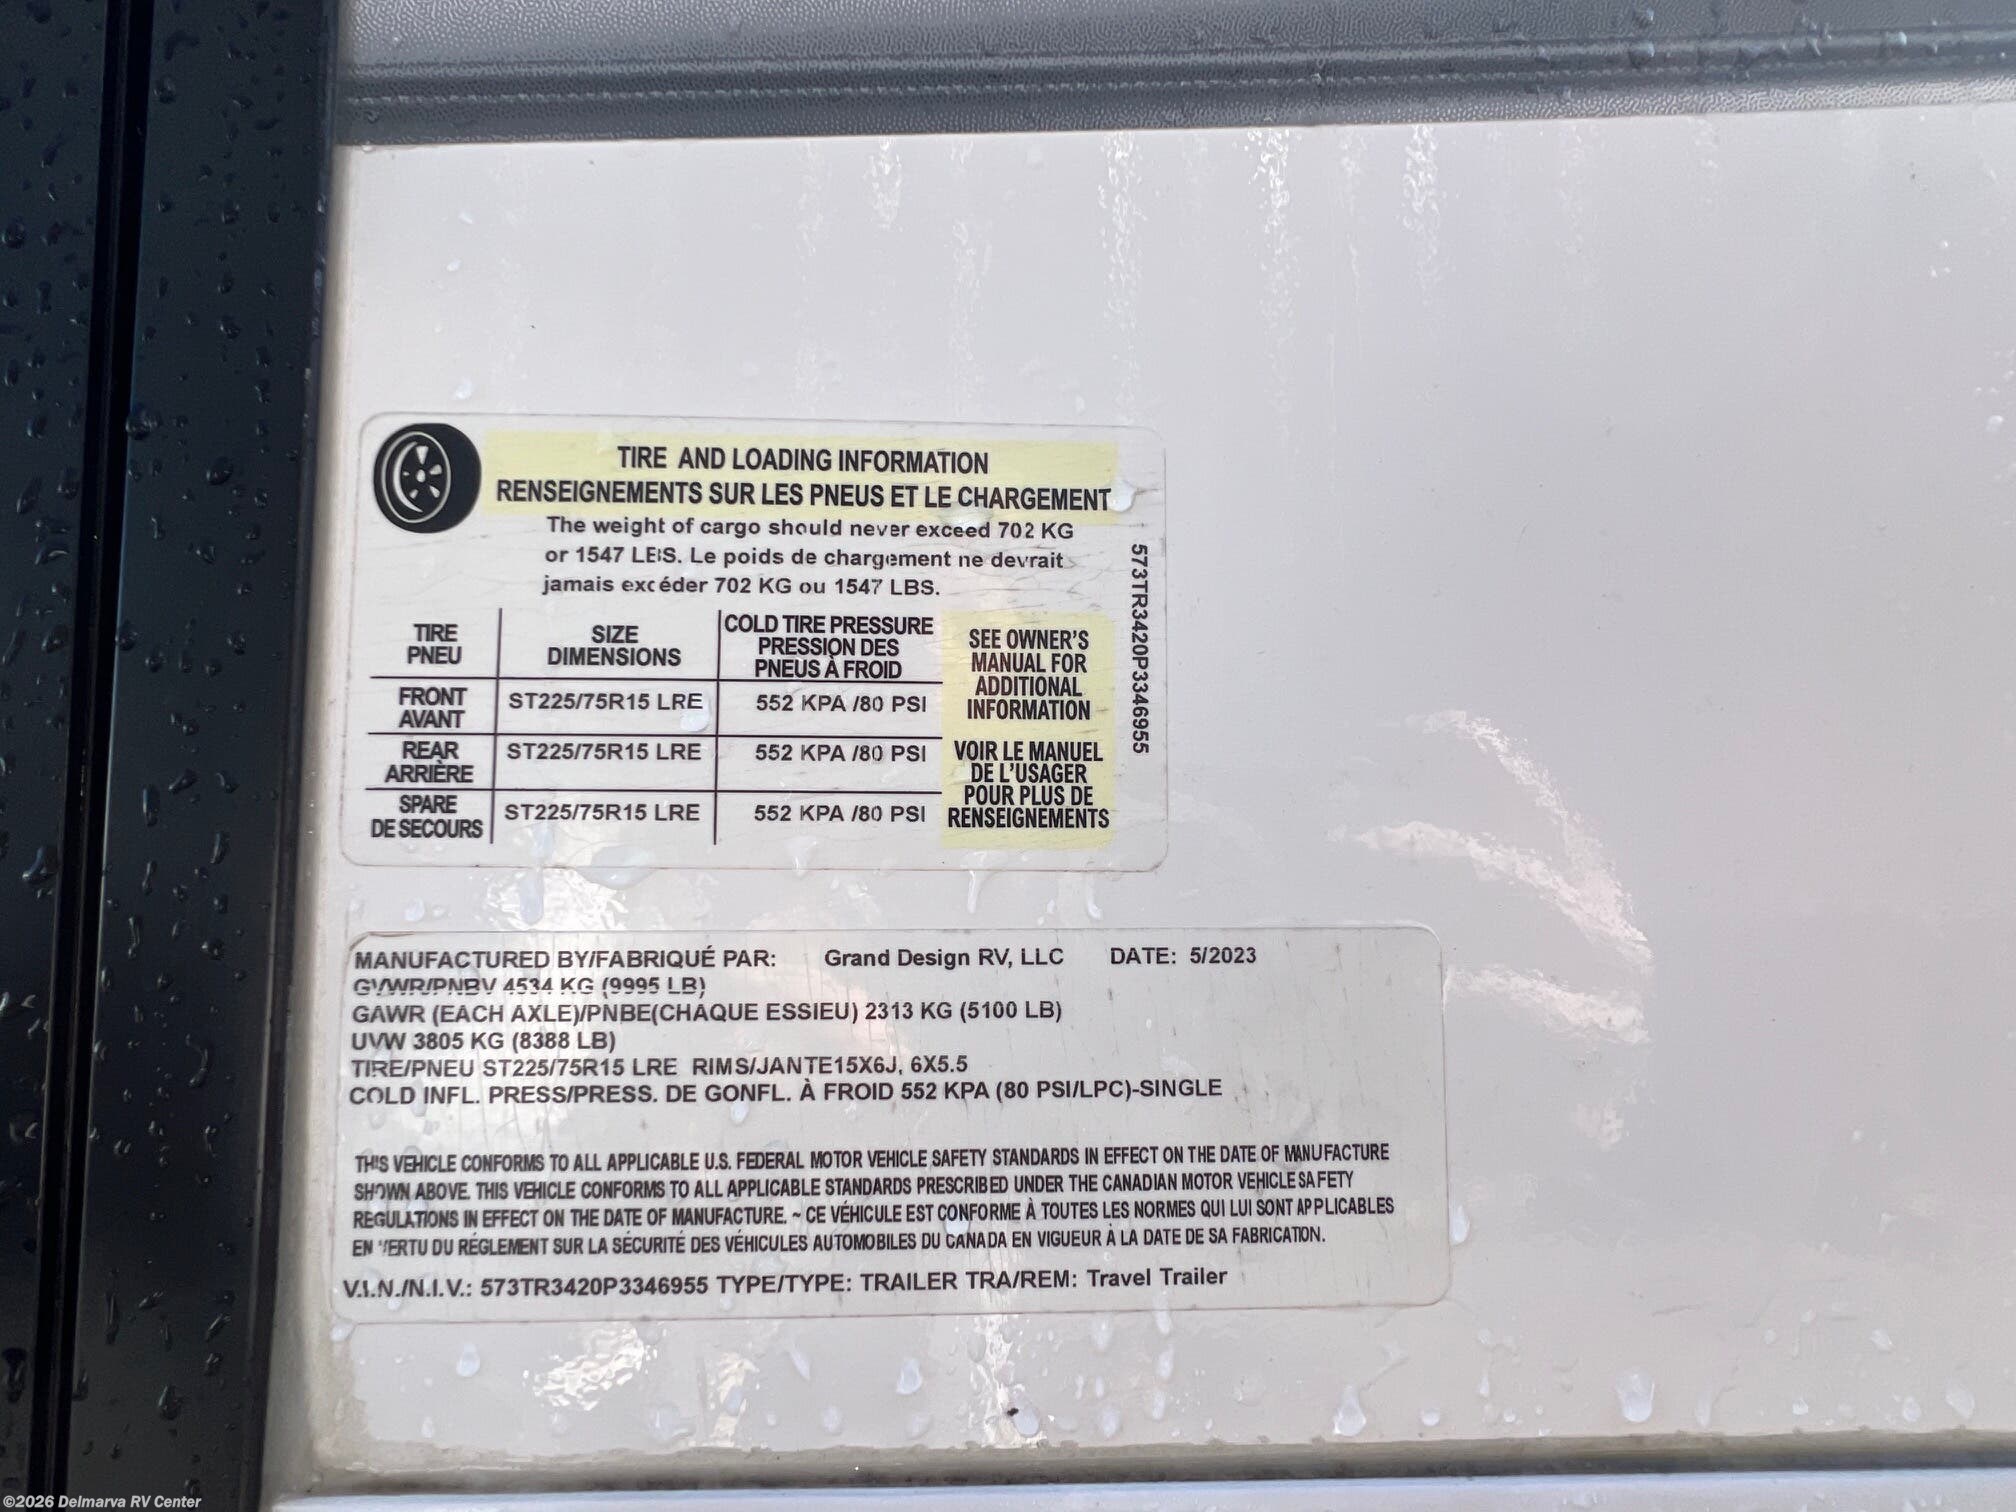 TIRE AND LOADING INFORMATION
RENSEIGNEMENTS SUR LES PNEUS ET LE CHARGEMENT
The weight of cargo should never exceed 702 KG
or 1547 LBS. Le poids de chargement ne devrait
jamais excéder 702 KG ou 1547 LBS.
TIRE
PNEU
SIZE
DIMENSIONS
COLD TIRE PRESSURE
PRESSION DES
PNEUS À FROID
FRONT
AVANT
ST225/75R15 LRE
552 KPA /80 PSI
REAR
ARRIÈRE
ST225/75R15 LRE
552 KPA /80 PSI
SPARE
DE SECOURS
ST225/75R15 LRE
552 KPA /80 PSI
SEE OWNER'S
MANUAL FOR
ADDITIONAL
INFORMATION
VOIR LE MANUEL
DE L'USAGER
POUR PLUS DE
RENSEIGNEMENTS
573TR3420P3346955
MANUFACTURED BY/FABRIQUÉ PAR: Grand Design RV, LLC DATE: 5/2023
GVWR/PNBV 4534 KG (9995 LB)
GAWR (EACH AXLE)/PNBE(CHAQUE ESSIEU) 2313 KG (5100 LB)
UVW 3805 KG (8388 LB)
TIRE/PNEU ST225/75R15 LRE RIMS/JANTE15X6J, 6X5.5
COLD INFL. PRESS/PRESS. DE GONFL. À FROID 552 KPA (80 PSI/LPC)-SINGLE
THIS VEHICLE CONFORMS TO ALL APPLICABLE U.S. FEDERAL MOTOR VEHICLE SAFETY STANDARDS IN EFFECT ON THE DATE OF MANUFACTURE
SHOWN ABOVE. THIS VEHICLE CONFORMS TO ALL APPLICABLE STANDARDS PRESCRIBED UNDER THE CANADIAN MOTOR VEHICLE SAFETY
REGULATIONS IN EFFECT ON THE DATE OF MANUFACTURE. ~ CE VÉHICULE EST CONFORME À TOUTES LES NORMES QUI LUI SONT APPLICABLES
EN VERTU DU RÉGLEMENT SUR LA SÉCURITÉ DES VÉHICULES AUTOMOBILES DU CANADA EN VIGUEUR À LA DATE DE SA FABRICATION.
V.I.N./N.I.V.: 573TR3420P3346955 TYPE/TYPE: TRAILER TRA/REM: Travel Trailer
©2026 Delmarva RV Center